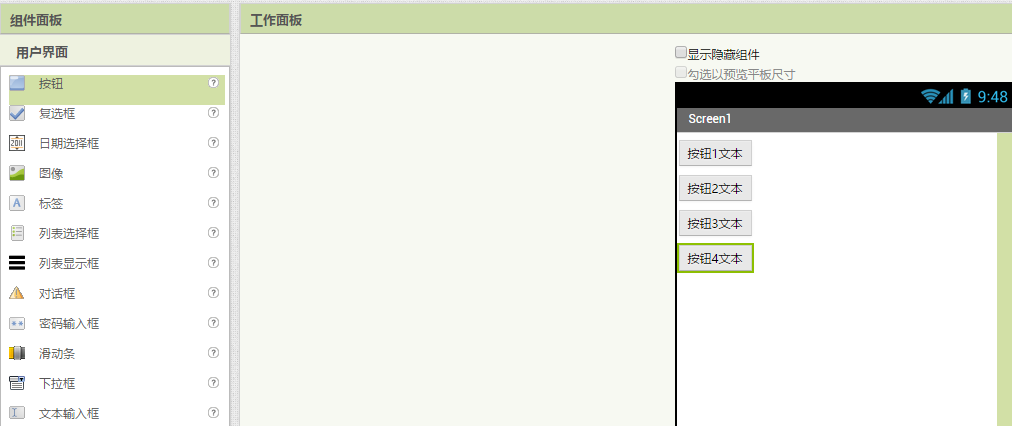 组件面板
用户界面
按钮 ?
复选框 ?
2011 日期选择框 ?
图像 ?
A 标签 ?
列表选择框 ?
列表显示框 ?
对话框 ?
** 密码输入框 ?
滑动条 ?
下拉框 ?
文本输入框 ?
工作面板
显示隐藏组件
勾选以预览平板尺寸
9:48
Screen1
按钮1文本
按钮2文本
按钮3文本
按钮4文本